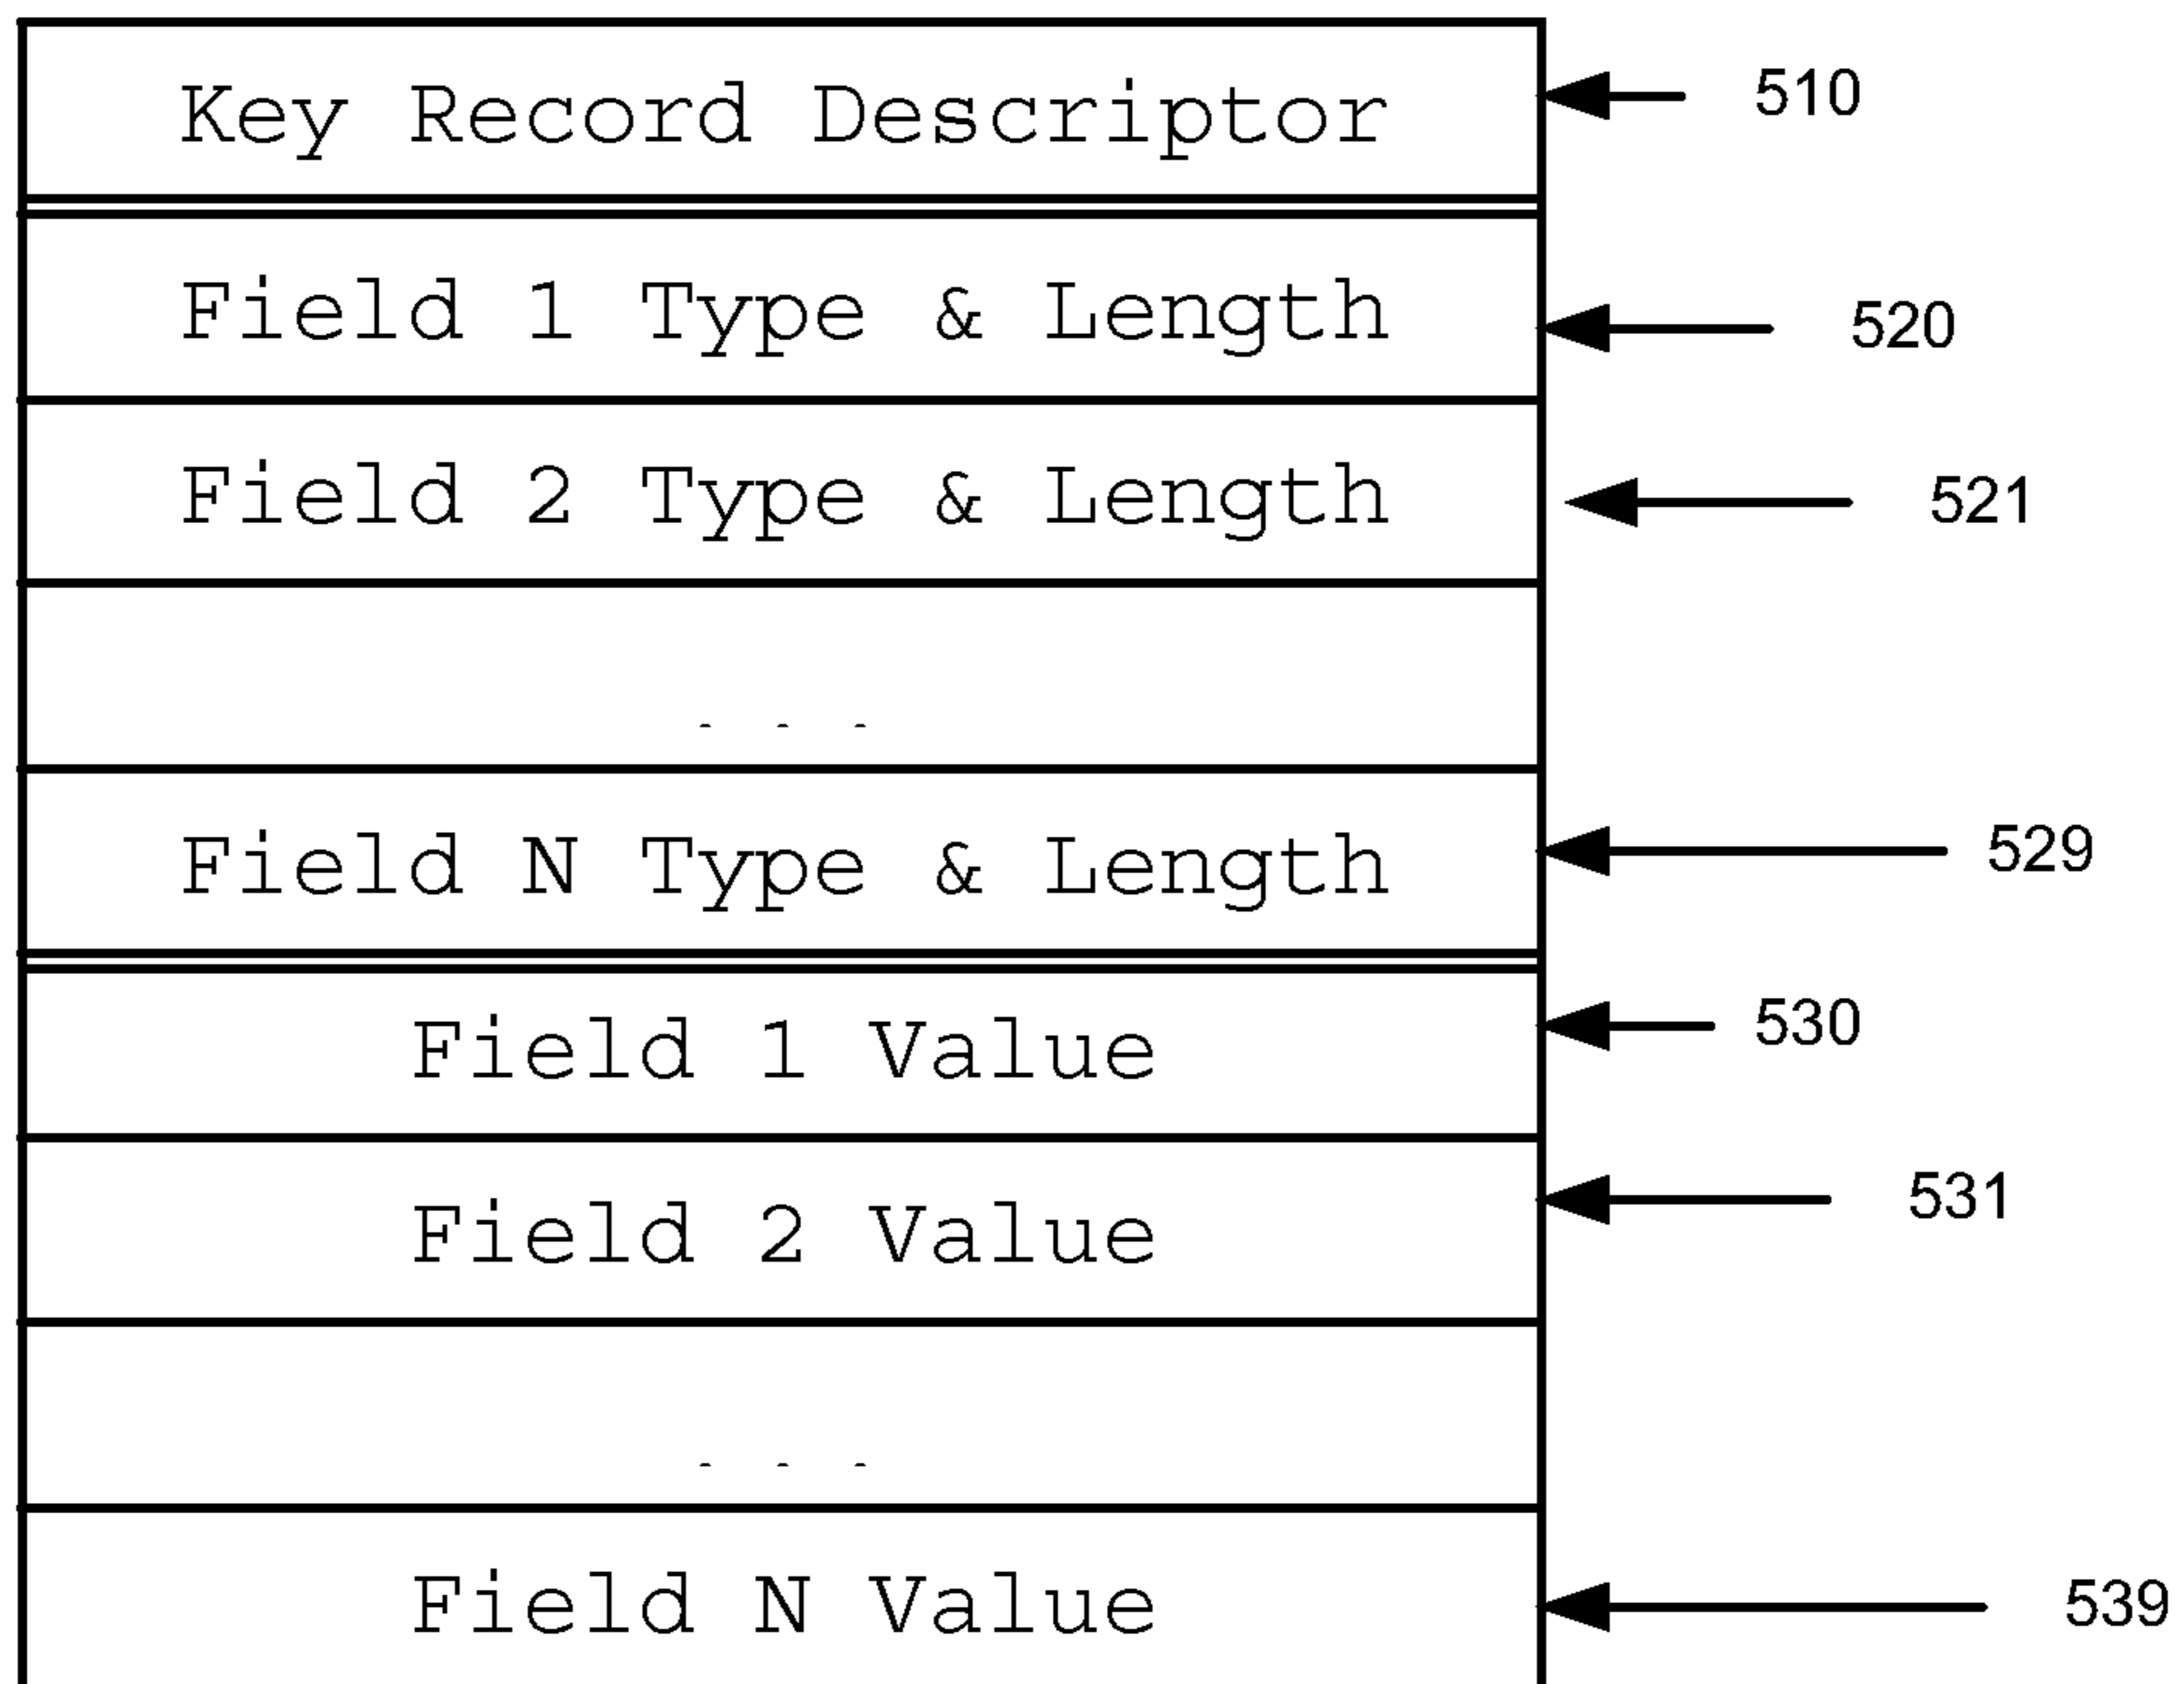 Key Record Descriptor 510
Field 1 Type & Length 520
Field 2 Type & Length 521
. . .
Field N Type & Length 529
Field 1 Value 530
Field 2 Value 531
. . .
Field N Value 539